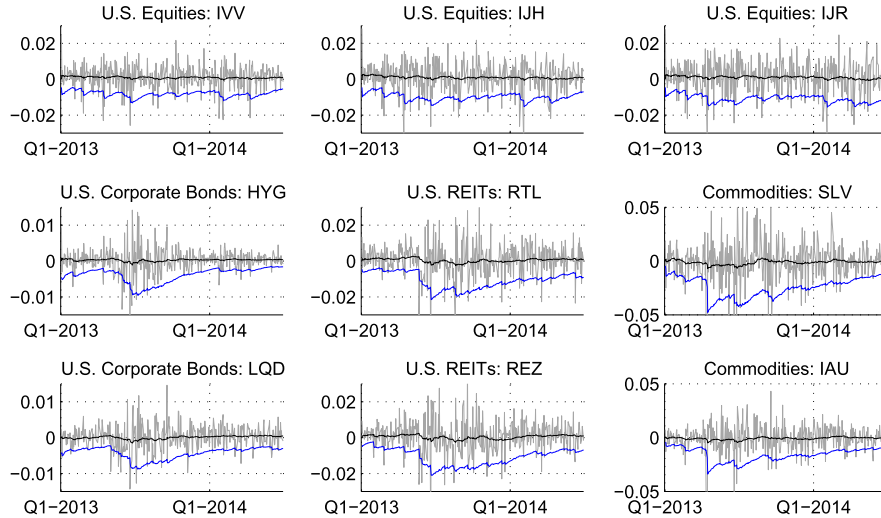 U.S. Equities: IVV
U.S. Equities: IJH
U.S. Equities: IJR
0.02
0
−0.02
0.02
0
−0.02
0.02
0
−0.02
Q1−2013
Q1−2014
Q1−2013
Q1−2014
Q1−2013
Q1−2014
U.S. Corporate Bonds: HYG
U.S. REITs: RTL
Commodities: SLV
0.01
0
−0.01
0.02
0
−0.02
0.05
0
−0.05
Q1−2013
Q1−2014
Q1−2013
Q1−2014
Q1−2013
Q1−2014
U.S. Corporate Bonds: LQD
U.S. REITs: REZ
Commodities: IAU
0.01
0
−0.01
0.02
0
−0.02
0.05
0
−0.05
Q1−2013
Q1−2014
Q1−2013
Q1−2014
Q1−2013
Q1−2014